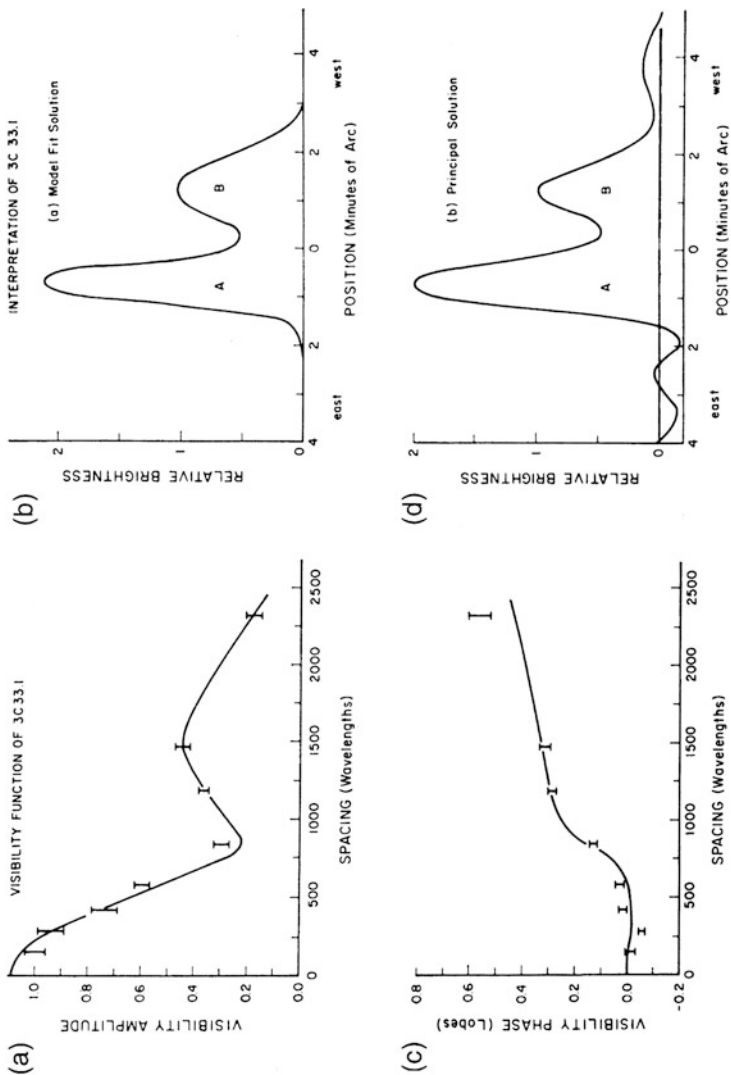 (a)
VISIBILITY FUNCTION OF 3C33.1
VISIBILITY AMPLITUDE
1.0
0.8
0.6
0.4
0.2
0.0
0
500
1000
1500
2000
2500
SPACING (Wavelengths)
(b)
INTERPRETATION OF 3C 33.1
(a) Model Fit Solution
RELATIVE BRIGHTNESS
2
1
0
A
B
4
2
0
2
4
east
west
POSITION (Minutes of Arc)
(c)
VISIBILITY PHASE (Lobes)
0.8
0.6
0.4
0.2
0.0
-0.2
0
500
1000
1500
2000
2500
SPACING (Wavelengths)
(d)
(b) Principal Solution
RELATIVE BRIGHTNESS
2
1
0
A
B
4
2
0
2
4
east
west
POSITION (Minutes of Arc)